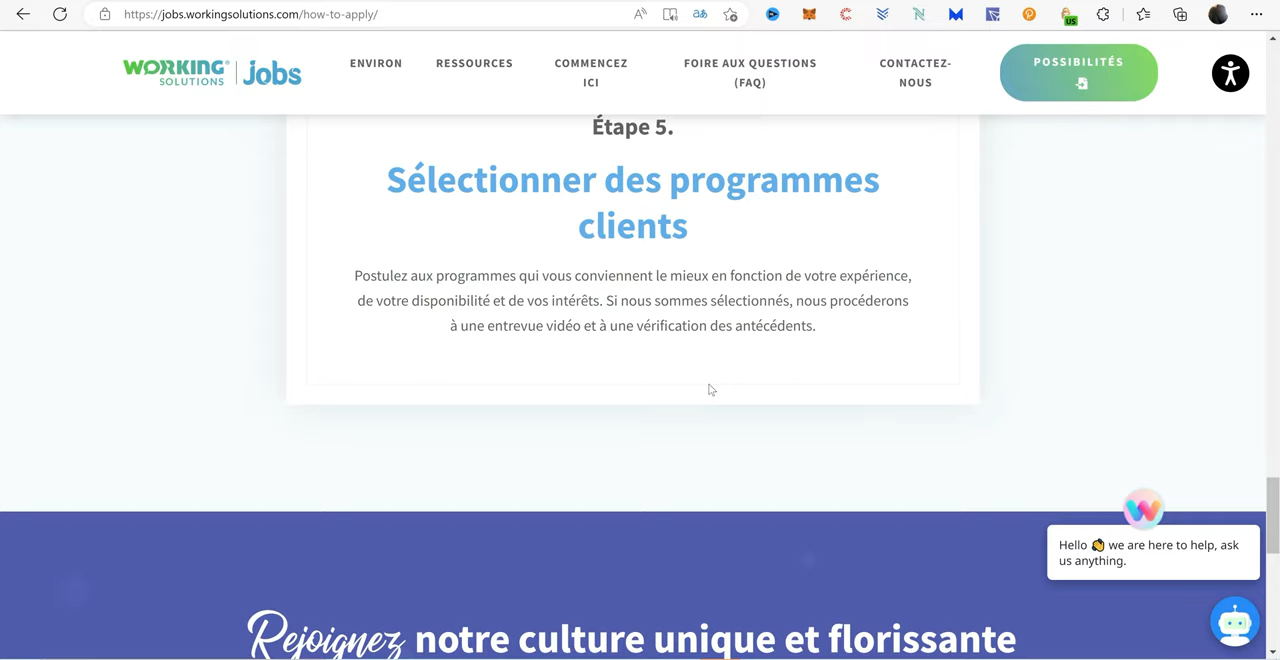 https://jobs.workingsolutions.com/how-to-apply/
US
WORKING SOLUTIONS® | jobs
ENVIRON
RESSOURCES
COMMENCEZ
ICI
FOIRE AUX QUESTIONS
(FAQ)
CONTACTEZ-
NOUS
POSSIBILITÉS
Étape 5.
Sélectionner des programmes
clients
Postulez aux programmes qui vous conviennent le mieux en fonction de votre expérience,
de votre disponibilité et de vos intérêts. Si nous sommes sélectionnés, nous procéderons
à une entrevue vidéo et à une vérification des antécédents.
Hello 👋 we are here to help, ask
us anything.
Rejoignez notre culture unique et florissante